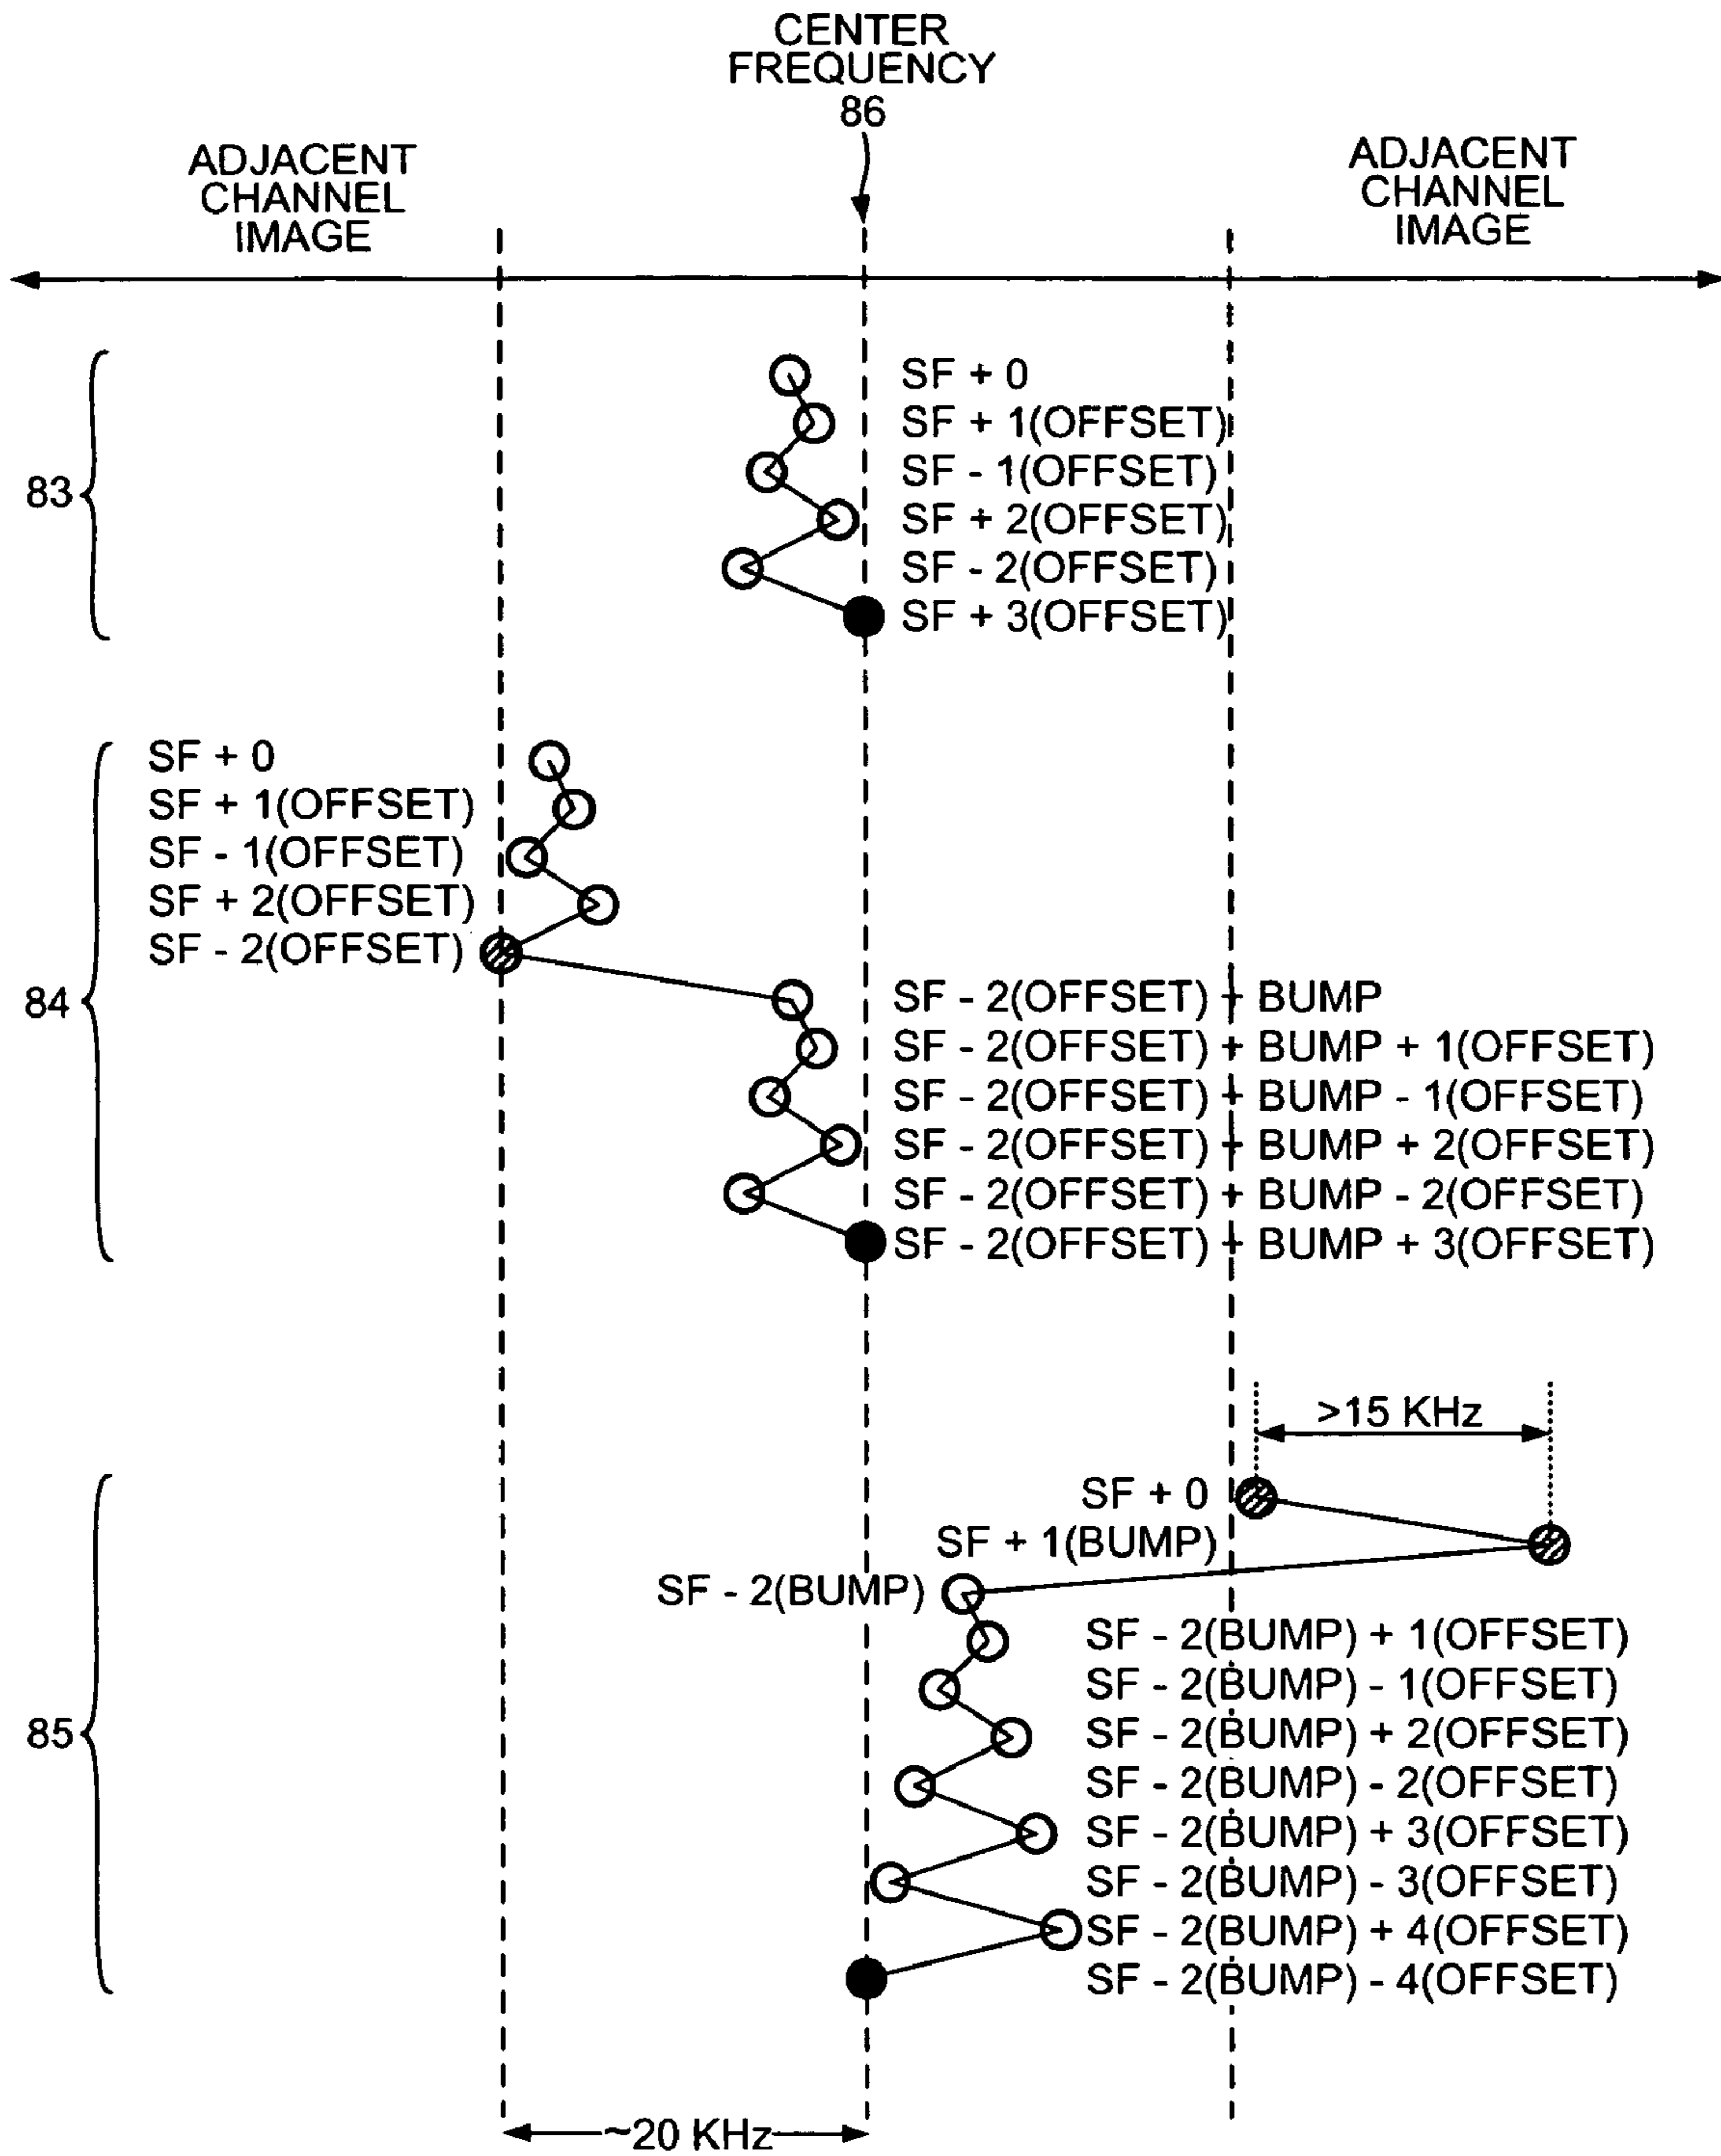 CENTER
FREQUENCY
86
ADJACENT
CHANNEL
IMAGE
ADJACENT
CHANNEL
IMAGE
83
SF + 0
SF + 1(OFFSET)
SF - 1(OFFSET)
SF + 2(OFFSET)
SF - 2(OFFSET)
SF + 3(OFFSET)
84
SF + 0
SF + 1(OFFSET)
SF - 1(OFFSET)
SF + 2(OFFSET)
SF - 2(OFFSET)
SF - 2(OFFSET) + BUMP
SF - 2(OFFSET) + BUMP + 1(OFFSET)
SF - 2(OFFSET) + BUMP - 1(OFFSET)
SF - 2(OFFSET) + BUMP + 2(OFFSET)
SF - 2(OFFSET) + BUMP - 2(OFFSET)
SF - 2(OFFSET) + BUMP + 3(OFFSET)
>15 KHz
85
SF + 0
SF + 1(BUMP)
SF - 2(BUMP)
SF - 2(BUMP) + 1(OFFSET)
SF - 2(BUMP) - 1(OFFSET)
SF - 2(BUMP) + 2(OFFSET)
SF - 2(BUMP) - 2(OFFSET)
SF - 2(BUMP) + 3(OFFSET)
SF - 2(BUMP) - 3(OFFSET)
SF - 2(BUMP) + 4(OFFSET)
SF - 2(BUMP) - 4(OFFSET)
~20 KHz